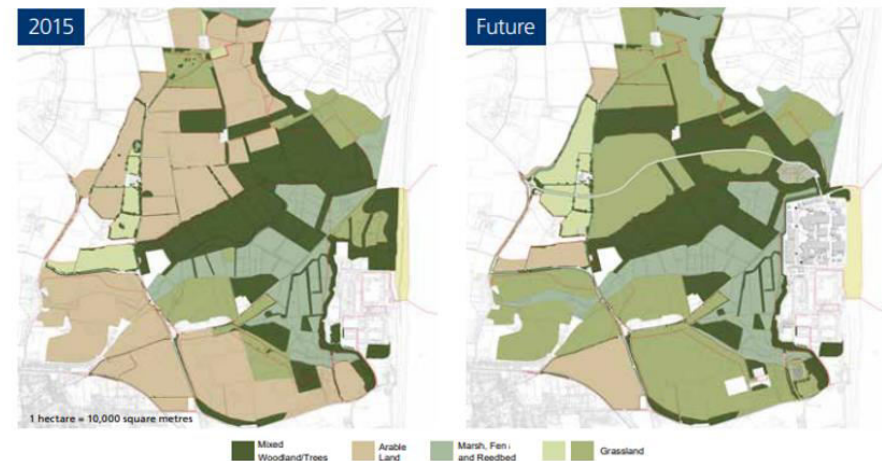 2015
Future
1 hectare = 10,000 square metres
Mixed
Woodland/Trees
Arable
Land
Marsh, Fen
and Reedbed
Grassland